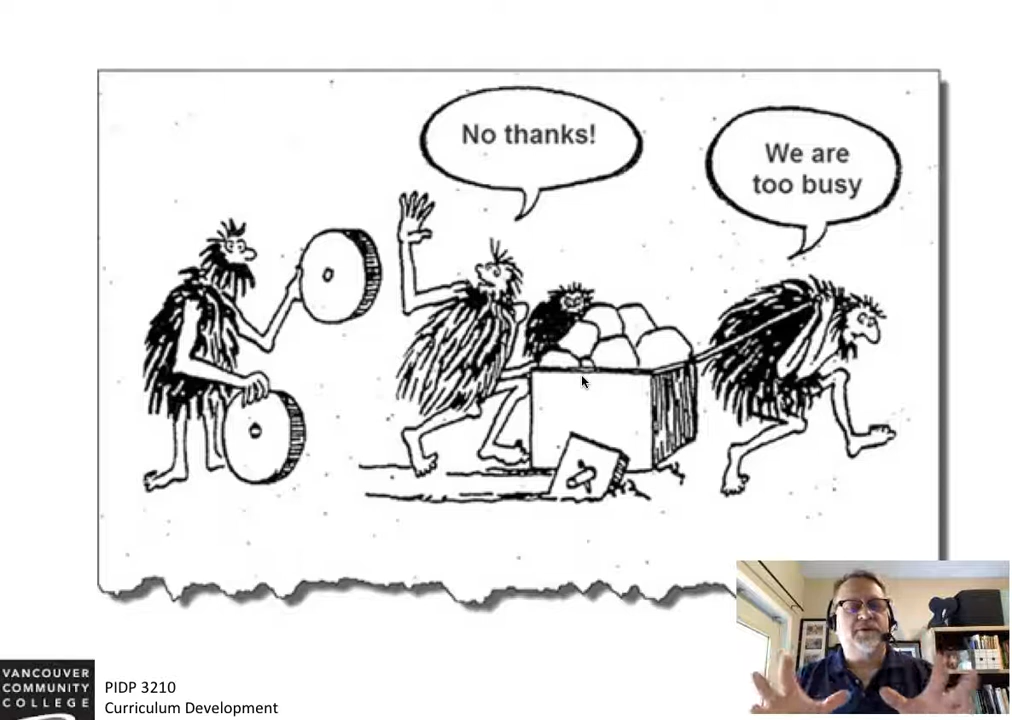 No thanks!
We are
too busy
VANCOUVER
COMMUNITY
COLLEGE
PIDP 3210
Curriculum Development